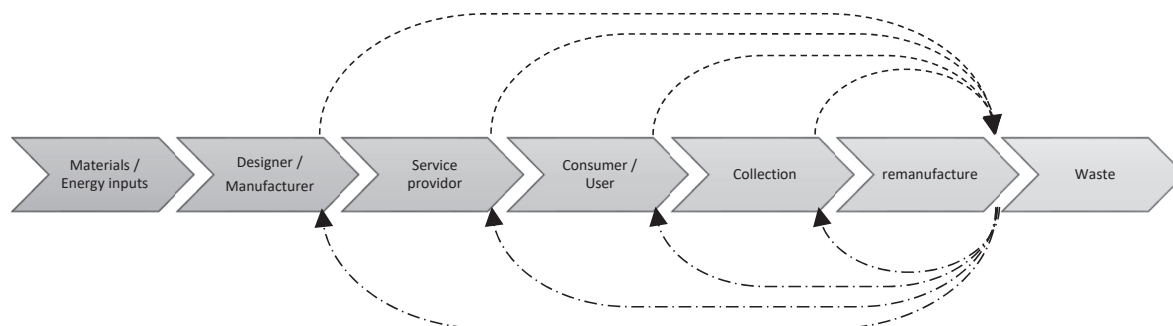 Materials /
Energy inputs
Designer /
Manufacturer
Service
providor
Consumer /
User
Collection
remanufacture
Waste